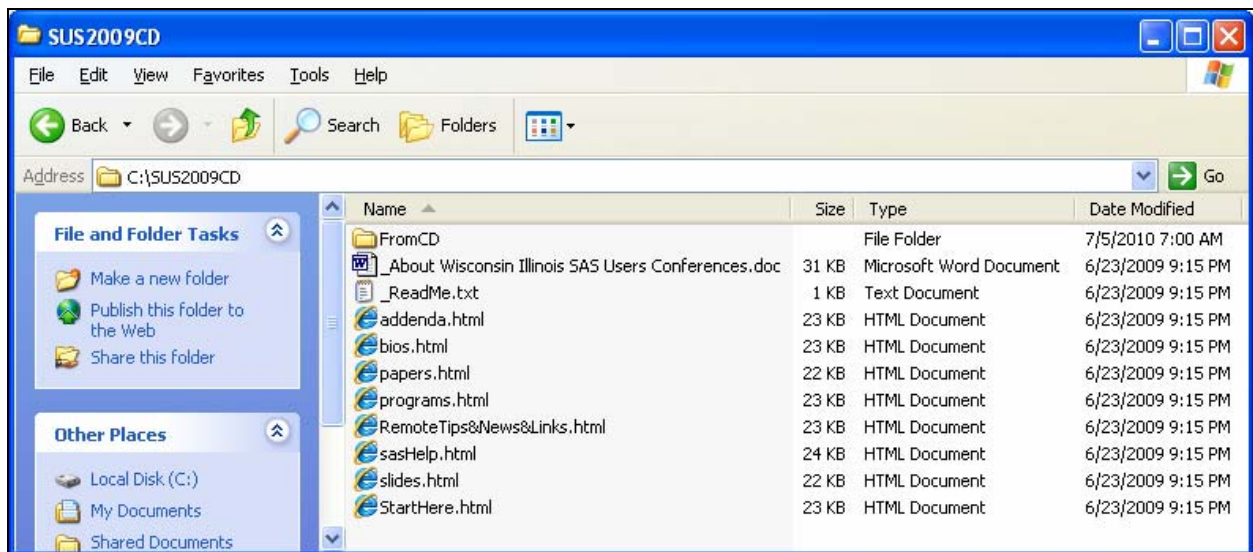 SUS2009CD
File Edit View Favorites Tools Help
Back Search Folders
Address C:\SUS2009CD Go
File and Folder Tasks
Make a new folder
Publish this folder to
the Web
Share this folder
Other Places
Local Disk (C:)
My Documents
Shared Documents
Name Size Type Date Modified
FromCD File Folder 7/5/2010 7:00 AM
_About Wisconsin Illinois SAS Users Conferences.doc 31 KB Microsoft Word Document 6/23/2009 9:15 PM
_ReadMe.txt 1 KB Text Document 6/23/2009 9:15 PM
addenda.html 23 KB HTML Document 6/23/2009 9:15 PM
bios.html 23 KB HTML Document 6/23/2009 9:15 PM
papers.html 22 KB HTML Document 6/23/2009 9:15 PM
programs.html 23 KB HTML Document 6/23/2009 9:15 PM
RemoteTips&News&Links.html 23 KB HTML Document 6/23/2009 9:15 PM
sasHelp.html 24 KB HTML Document 6/23/2009 9:15 PM
slides.html 22 KB HTML Document 6/23/2009 9:15 PM
StartHere.html 23 KB HTML Document 6/23/2009 9:15 PM